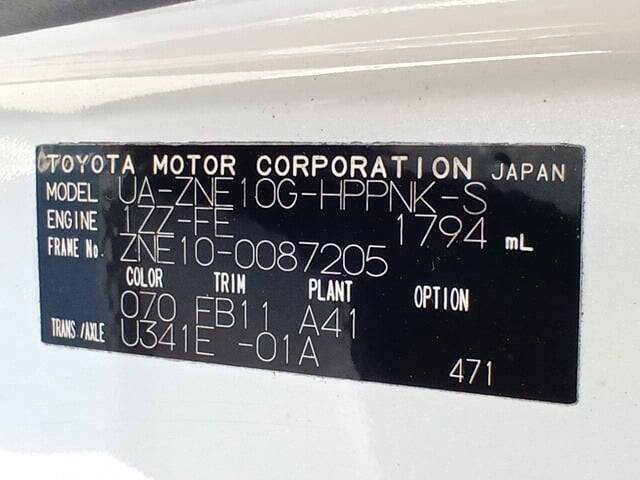 TOYOTA MOTOR CORPORATION JAPAN
MODEL UA-ZNE10G-HPPNK-S
ENGINE 1ZZ-FE 1794 mL
FRAME No. ZNE10-0087205
COLOR TRIM PLANT OPTION
070 FB11 A41
TRANS./AXLE U341E -01A
471